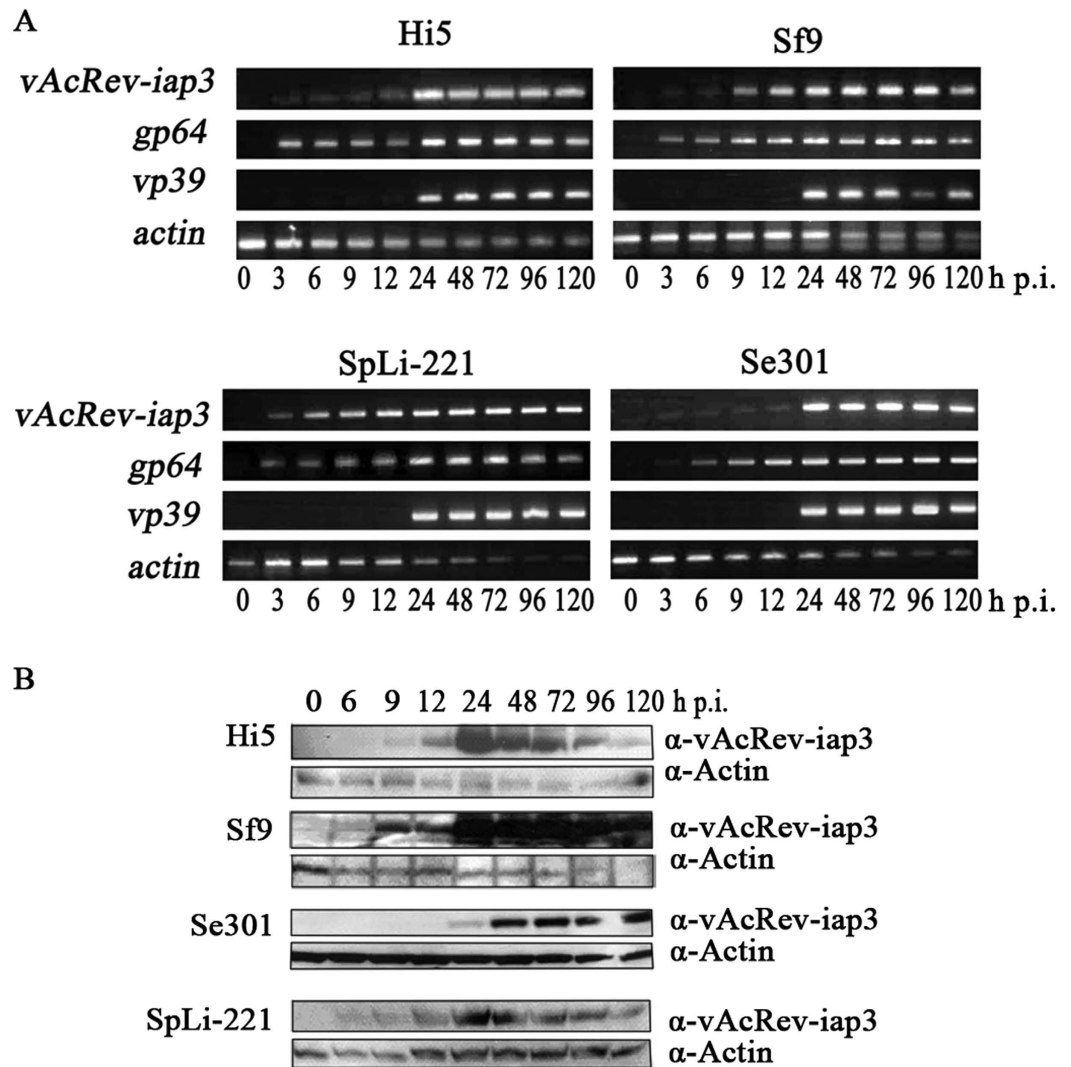 A
Hi5
Sf9
vAcRev-iap3
gp64
vp39
actin
0 3 6 9 12 24 48 72 96 120
0 3 6 9 12 24 48 72 96 120 h p.i.
SpLi-221
Se301
vAcRev-iap3
gp64
vp39
actin
0 3 6 9 12 24 48 72 96 120
0 3 6 9 12 24 48 72 96 120 h p.i.
B
0 6 9 12 24 48 72 96 120 h p.i.
Hi5
α-vAcRev-iap3
α-Actin
Sf9
α-vAcRev-iap3
α-Actin
Se301
α-vAcRev-iap3
α-Actin
SpLi-221
α-vAcRev-iap3
α-Actin